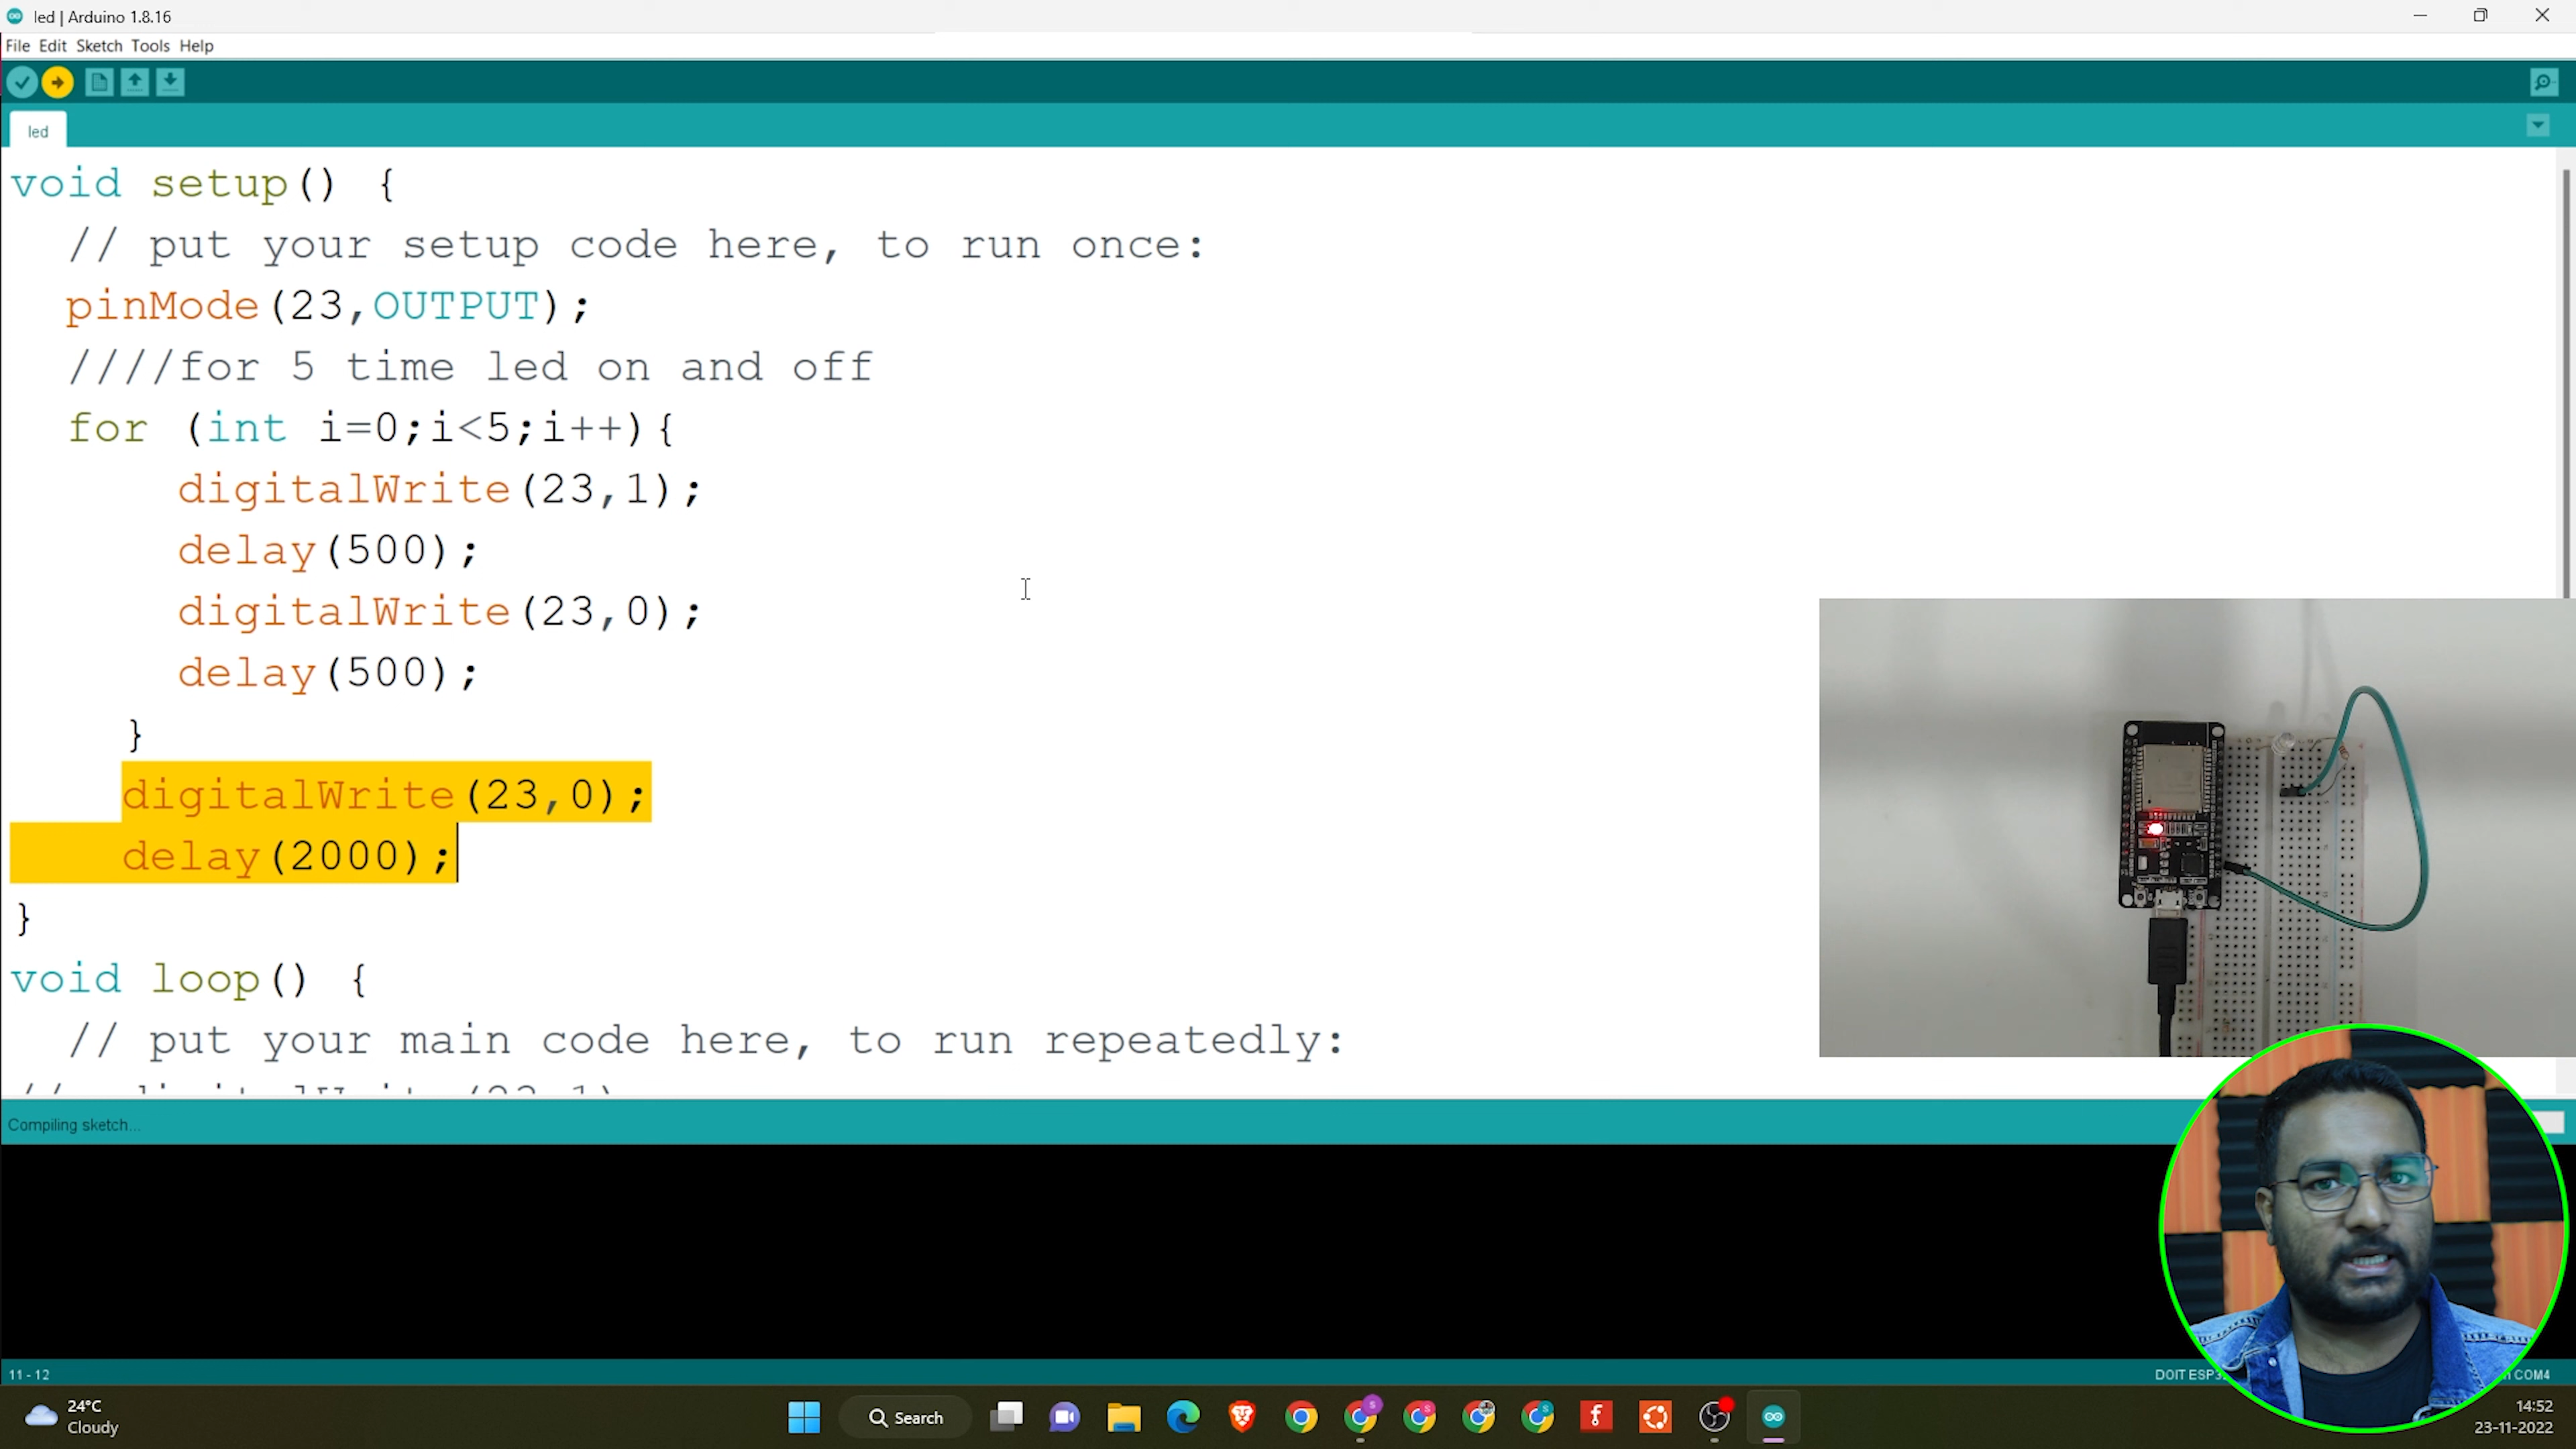 led | Arduino 1.8.16
File Edit Sketch Tools Help
led
void setup() {
// put your setup code here, to run once:
pinMode(23,OUTPUT);
////for 5 time led on and off
for (int i=0;i<5;i++){
digitalWrite(23,1);
delay(500);
digitalWrite(23,0);
delay(500);
}
digitalWrite(23,0);
delay(2000);
}
void loop() {
// put your main code here, to run repeatedly:
Compiling sketch...
11 - 12
DOIT ESP
COM4
24°C
Cloudy
Search
14:52
23-11-2022